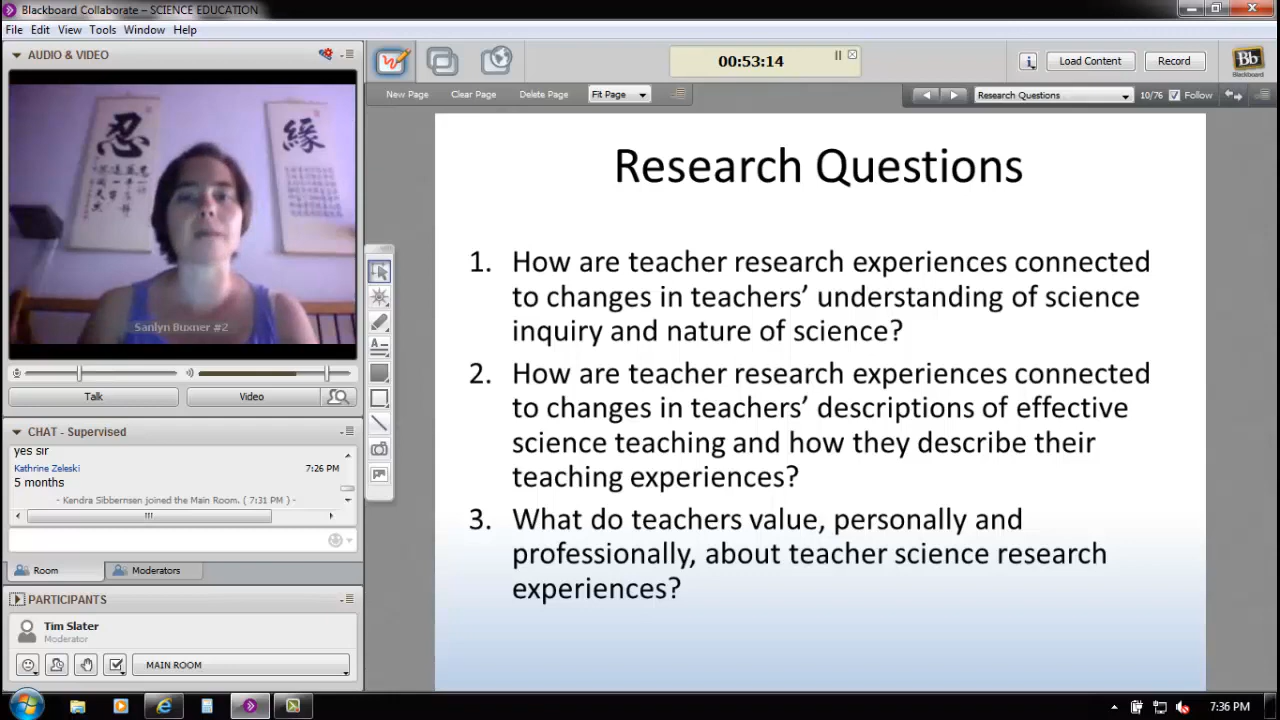 Blackboard Collaborate – SCIENCE EDUCATION
File Edit View Tools Window Help
AUDIO & VIDEO
忍
緣
Sanlyn Buxner #2
Talk
Video
CHAT - Supervised
yes sir
Kathrine Zeleski 7:26 PM
5 months
- Kendra Sibbernsen joined the Main Room. ( 7:31 PM ) -
Room
Moderators
PARTICIPANTS
Tim Slater
Moderator
MAIN ROOM
00:53:14
Load Content
Record
Bb
Blackboard
New Page Clear Page Delete Page Fit Page
Research Questions 10/76 Follow
Research Questions
1. How are teacher research experiences connected
to changes in teachers’ understanding of science
inquiry and nature of science?
2. How are teacher research experiences connected
to changes in teachers’ descriptions of effective
science teaching and how they describe their
teaching experiences?
3. What do teachers value, personally and
professionally, about teacher science research
experiences?
7:36 PM